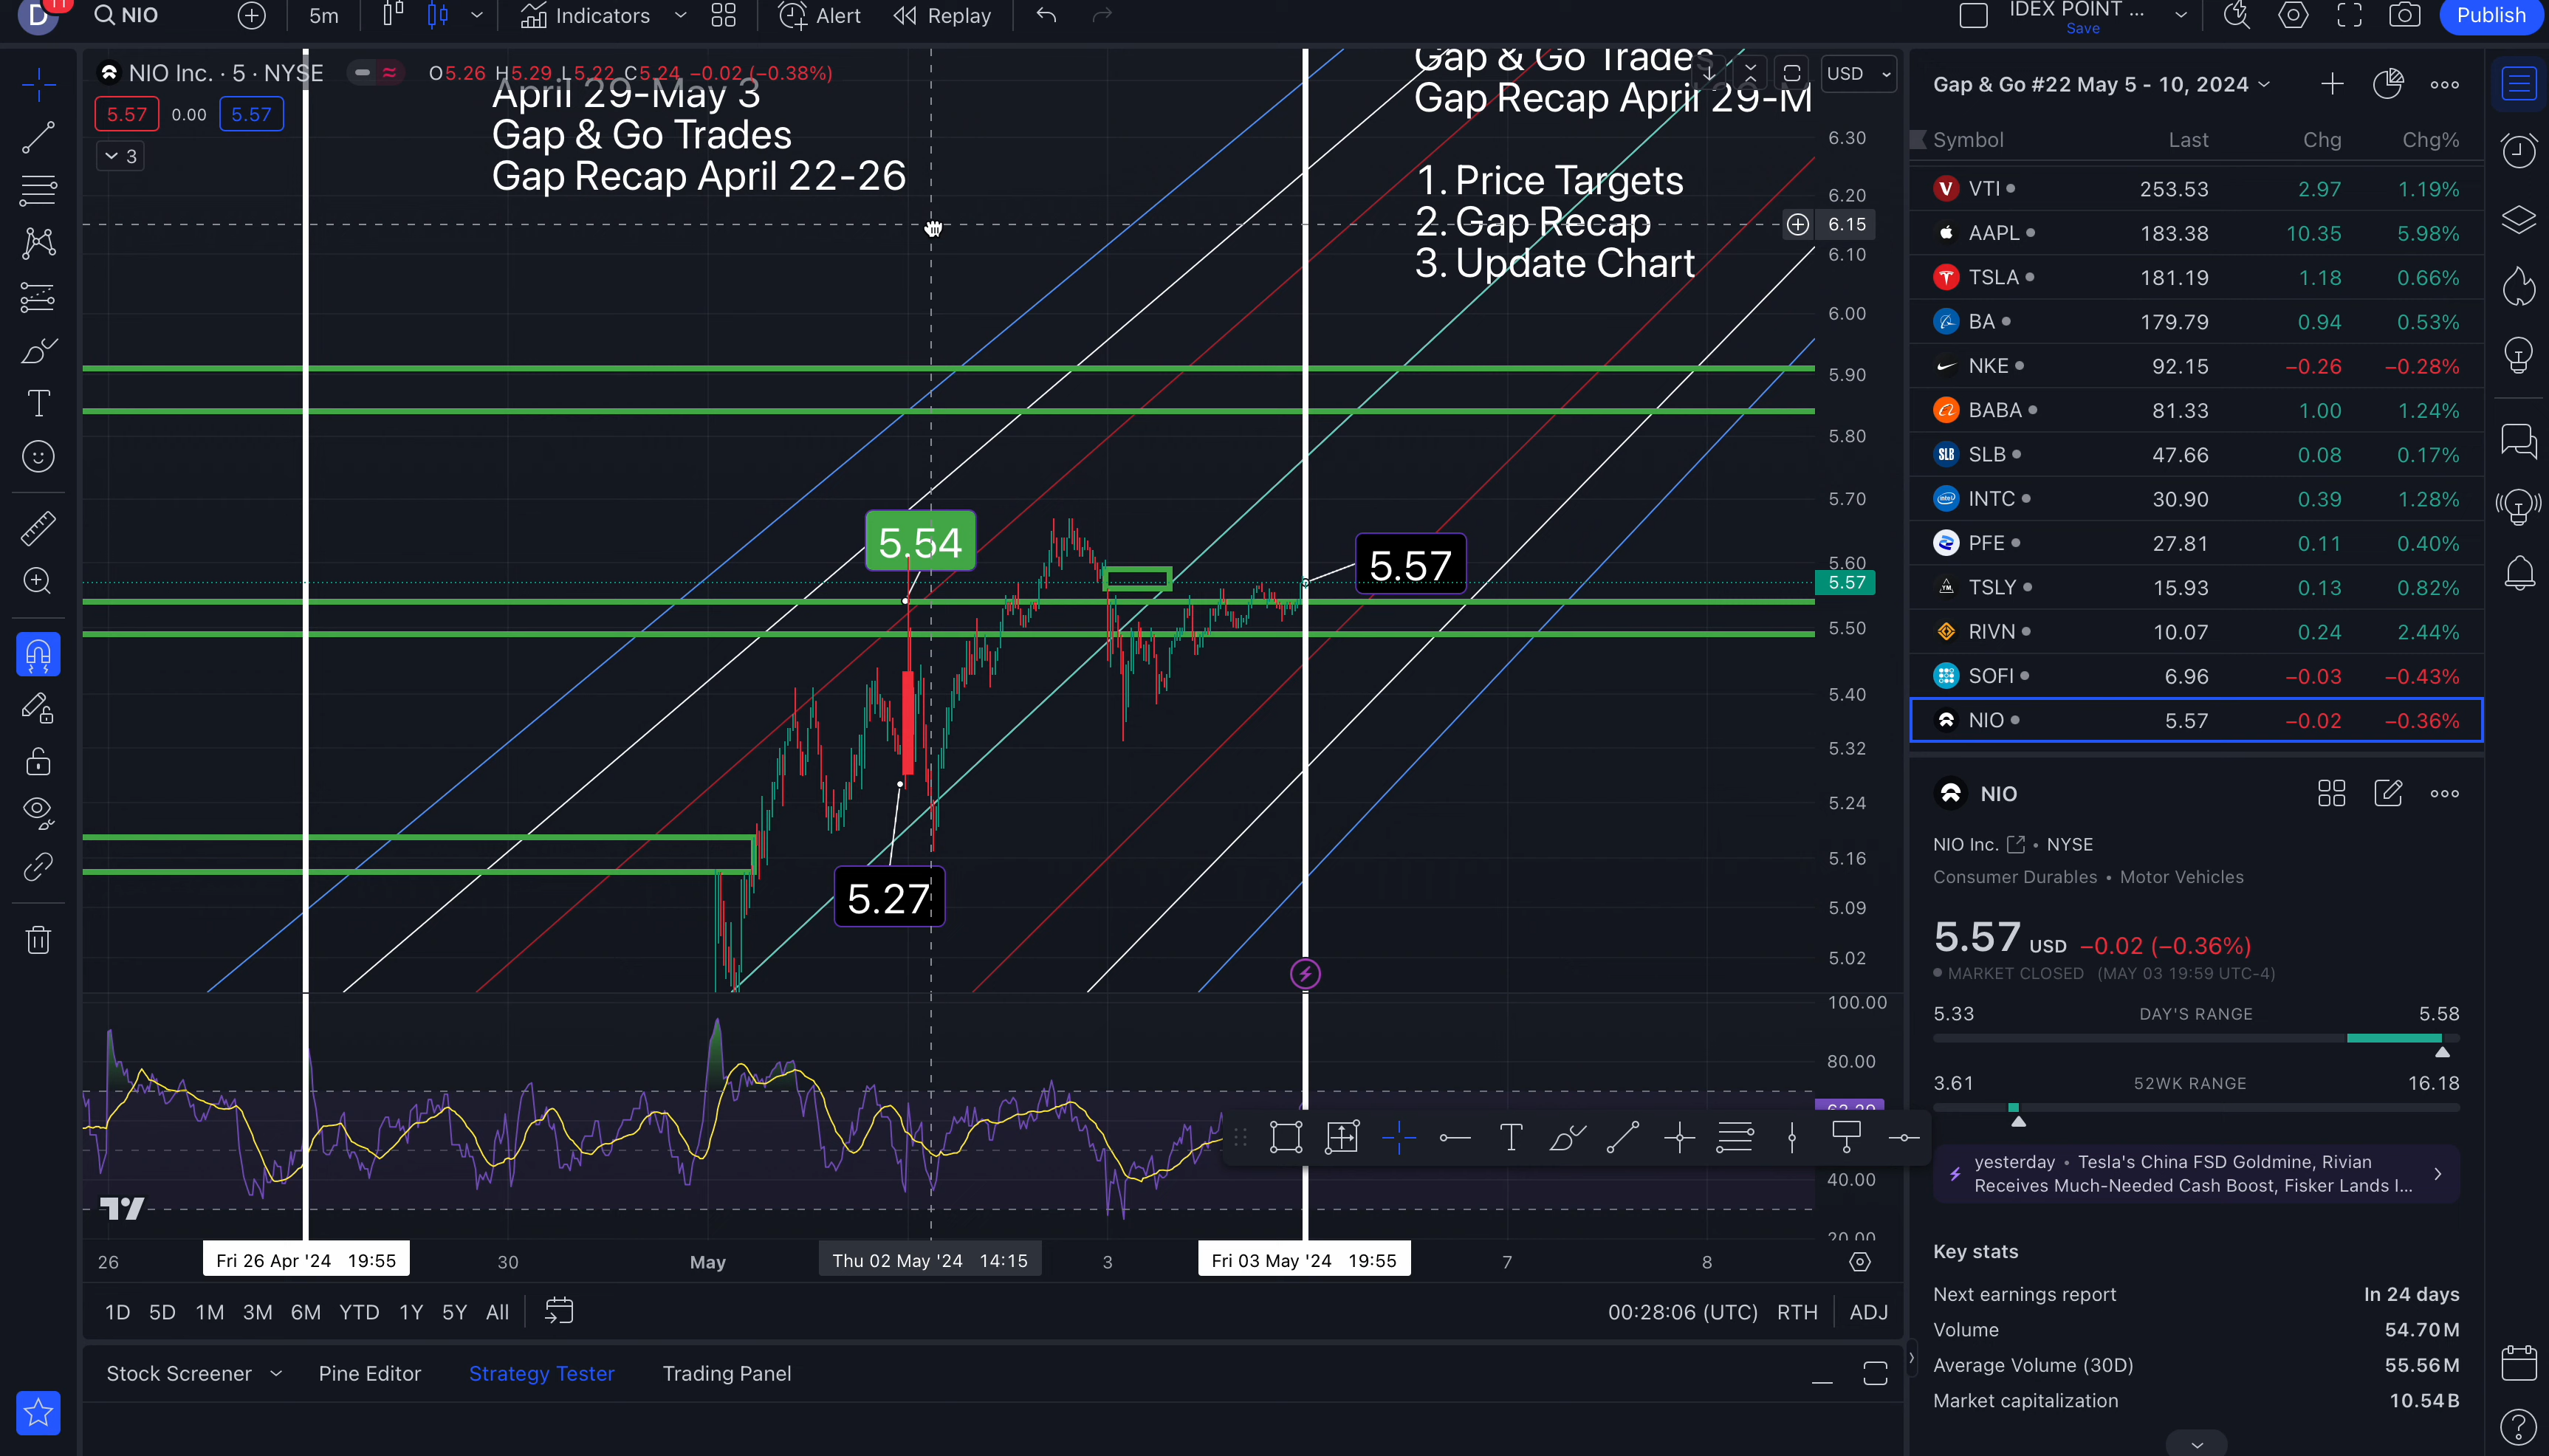 D
11
NIO
5m
Indicators
Alert
Replay
IDEX POINT ...
Save
Publish
NIO Inc. · 5 · NYSE
O5.26 H5.29 L5.22 C5.24 −0.02 (−0.38%)
5.57 0.00 5.57
3
April 29-May 3
Gap & Go Trades
Gap Recap April 22-26
Gap & Go Trades
Gap Recap April 29-M
1. Price Targets
2. Gap Recap
3. Update Chart
USD
6.30
6.20
6.15
6.10
6.00
5.90
5.80
5.70
5.60
5.57
5.50
5.40
5.32
5.24
5.16
5.09
5.02
5.54
5.57
5.27
100.00
80.00
63.29
40.00
20.00
26
Fri 26 Apr '24 19:55
30
May
Thu 02 May '24 14:15
3
Fri 03 May '24 19:55
7
8
1D 5D 1M 3M 6M YTD 1Y 5Y All
00:28:06 (UTC) RTH ADJ
Stock Screener
Pine Editor
Strategy Tester
Trading Panel
Gap & Go #22 May 5 - 10, 2024
Symbol Last Chg Chg%
VTI 253.53 2.97 1.19%
AAPL 183.38 10.35 5.98%
TSLA 181.19 1.18 0.66%
BA 179.79 0.94 0.53%
NKE 92.15 −0.26 −0.28%
BABA 81.33 1.00 1.24%
SLB SLB 47.66 0.08 0.17%
INTC 30.90 0.39 1.28%
PFE 27.81 0.11 0.40%
TSLY 15.93 0.13 0.82%
RIVN 10.07 0.24 2.44%
SOFI 6.96 −0.03 −0.43%
NIO 5.57 −0.02 −0.36%
NIO
NIO Inc. • NYSE
Consumer Durables • Motor Vehicles
5.57 USD −0.02 (−0.36%)
MARKET CLOSED (MAY 03 19:59 UTC-4)
5.33 DAY'S RANGE 5.58
3.61 52WK RANGE 16.18
yesterday • Tesla's China FSD Goldmine, Rivian
Receives Much-Needed Cash Boost, Fisker Lands I...
Key stats
Next earnings report In 24 days
Volume 54.70M
Average Volume (30D) 55.56M
Market capitalization 10.54B